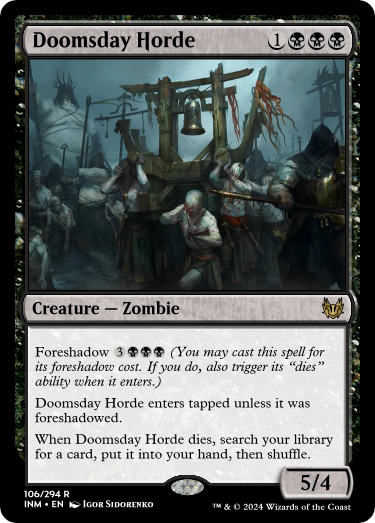 Doomsday Horde 1
Creature — Zombie
Foreshadow 3 (You may cast this spell for
its foreshadow cost. If you do, also trigger its “dies”
ability when it enters.)
Doomsday Horde enters tapped unless it was
foreshadowed.
When Doomsday Horde dies, search your library
for a card, put it into your hand, then shuffle.
5/4
106/294 R
INM • EN Igor Sidorenko
™ & © 2024 Wizards of the Coast